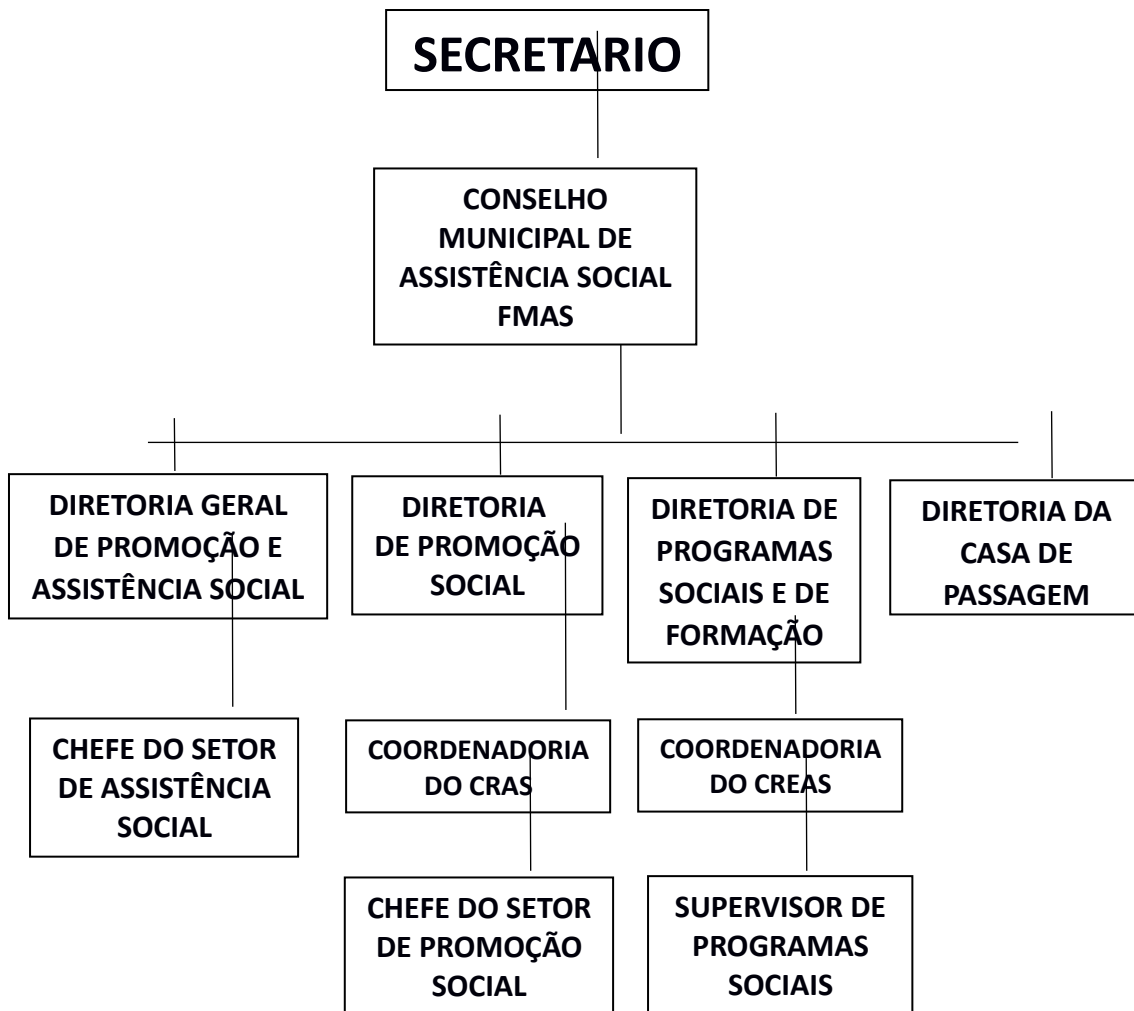 SECRETARIO
CONSELHO
MUNICIPAL DE
ASSISTÊNCIA SOCIAL
FMAS
DIRETORIA GERAL
DE PROMOÇÃO E
ASSISTÊNCIA SOCIAL
DIRETORIA
DE PROMOÇÃO
SOCIAL
DIRETORIA DE
PROGRAMAS
SOCIAIS E DE
FORMAÇÃO
DIRETORIA DA
CASA DE
PASSAGEM
CHEFE DO SETOR
DE ASSISTÊNCIA
SOCIAL
COORDENADORIA
DO CRAS
COORDENADORIA
DO CREAS
CHEFE DO SETOR
DE PROMOÇÃO
SOCIAL
SUPERVISOR DE
PROGRAMAS
SOCIAIS